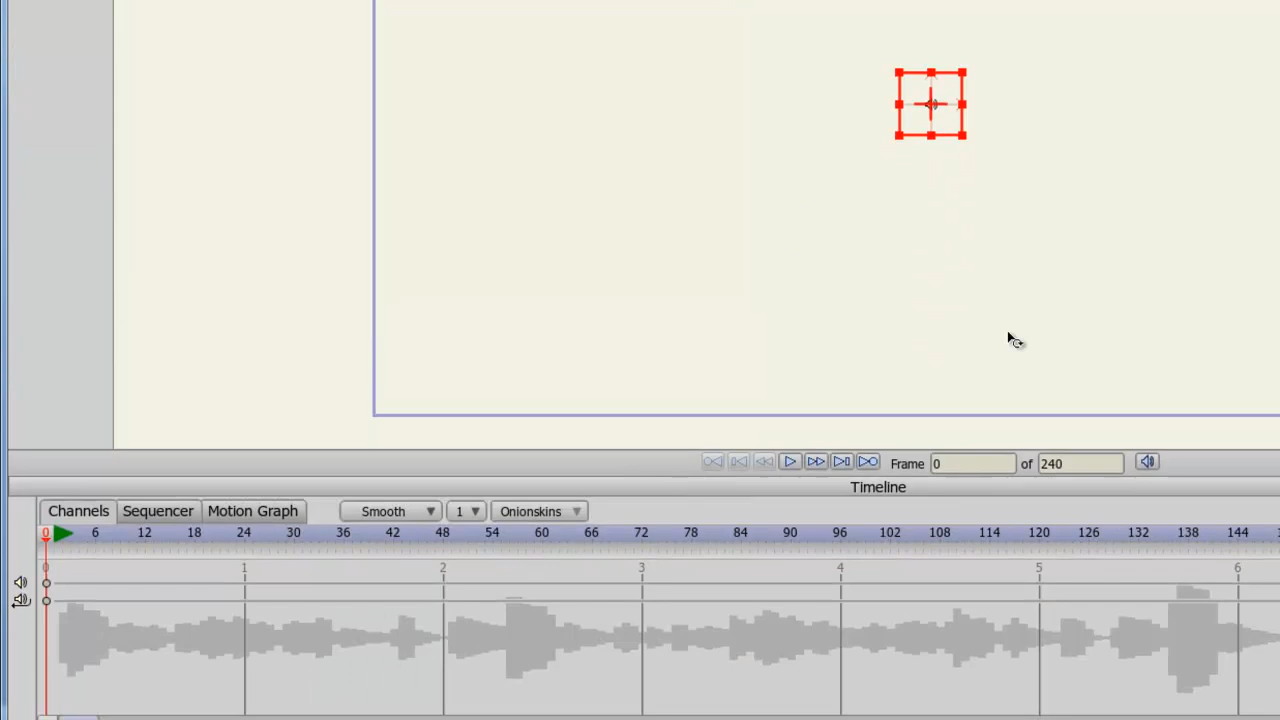 Frame 0 of 240
Timeline
Channels Sequencer Motion Graph Smooth 1 Onionskins
0 6 12 18 24 30 36 42 48 54 60 66 72 78 84 90 96 102 108 114 120 126 132 138 144
0 1 2 3 4 5 6